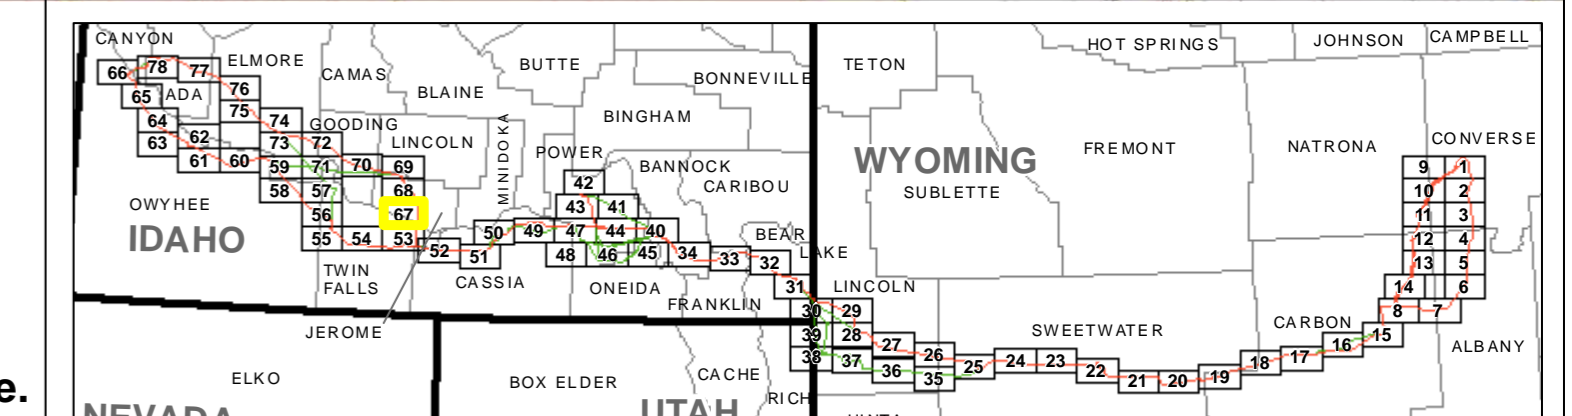 CANYON
HOT SPRINGS
JOHNSON
CAMPBELL
66 78 77
ELMORE
CAMAS
BUTTE
BONNEVILLE
TETON
65 ADA 76
BLAINE
64 75 74
GOODING
BINGHAM
63 62 73 72
LINCOLN
MINIDOKA
POWER
WYOMING
FREMONT
NATRONA
CONVERSE
61 60 59 71 70 69
BANNOCK
9 1
58 57 68
42
CARIBOU
SUBLETTE
10 2
OWYHEE
56 67
43 41
11 3
IDAHO
55 54 53
50 49 47 44 40
BEAR
LAKE
12 4
52 51
48 46 45 34 33 32
13 5
TWIN
FALLS
CASSIA
ONEIDA
31
LINCOLN
14 6
FRANKLIN
30 29
8 7
JEROME
39 28
SWEETWATER
CARBON
15
27
16
ALBANY
38 37 26 25 24 23
18 17
ELKO
BOX ELDER
CACHE
36 35
22 21 20 19
e.
RICH
NEVADA
UTAH